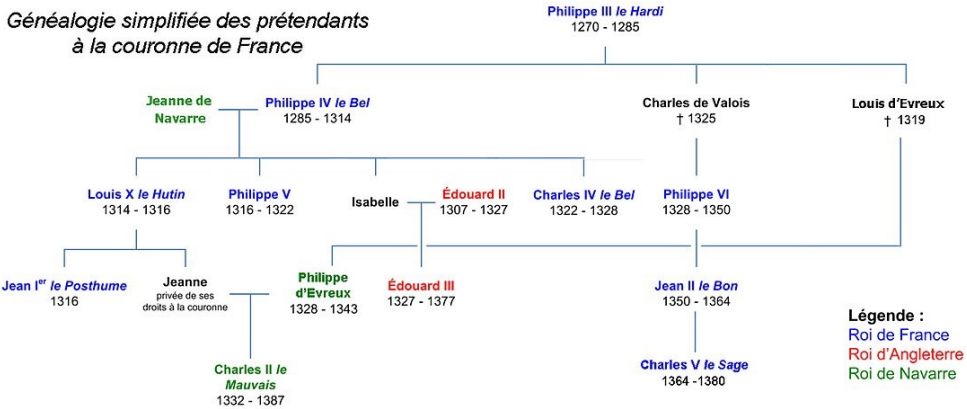 Généalogie simplifiée des prétendants
à la couronne de France
Philippe III le Hardi
1270 - 1285
Jeanne de
Navarre
Philippe IV le Bel
1285 - 1314
Charles de Valois
† 1325
Louis d'Evreux
† 1319
Louis X le Hutin
1314 - 1316
Philippe V
1316 - 1322
Isabelle
Édouard II
1307 - 1327
Charles IV le Bel
1322 - 1328
Philippe VI
1328 - 1350
Jean Ier le Posthume
1316
Jeanne
privée de ses
droits à la couronne
Philippe
d'Evreux
1328 - 1343
Édouard III
1327 - 1377
Jean II le Bon
1350 - 1364
Charles II le
Mauvais
1332 - 1387
Charles V le Sage
1364 -1380
Légende :
Roi de France
Roi d'Angleterre
Roi de Navarre